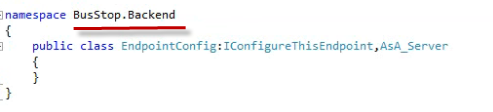 namespace BusStop.Backend
{
public class EndpointConfig:IConfigureThisEndpoint,AsA_Server
{
}
}